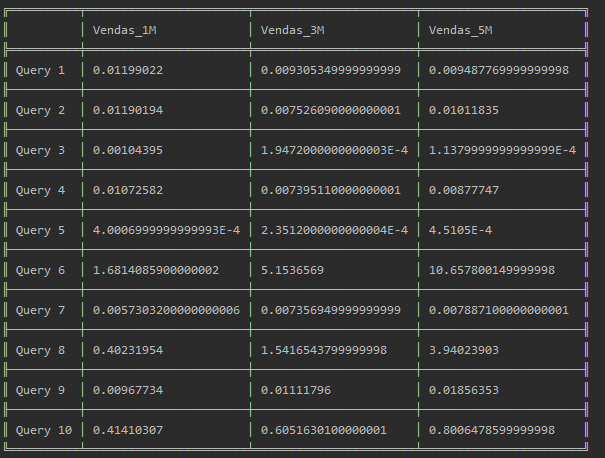 Vendas_1M Vendas_3M Vendas_5M
Query 1 0.01199022 0.009305349999999999 0.009487769999999998
Query 2 0.01190194 0.007526090000000001 0.01011835
Query 3 0.00104395 1.9472000000000003E-4 1.1379999999999999E-4
Query 4 0.01072582 0.007395110000000001 0.00877747
Query 5 4.0006999999999993E-4 2.3512000000000004E-4 4.5105E-4
Query 6 1.6814085900000002 5.1536569 10.657800149999998
Query 7 0.0057303200000000006 0.007356949999999999 0.007887100000000001
Query 8 0.40231954 1.5416543799999998 3.94023903
Query 9 0.00967734 0.01111796 0.01856353
Query 10 0.41410307 0.6051630100000001 0.8006478599999998